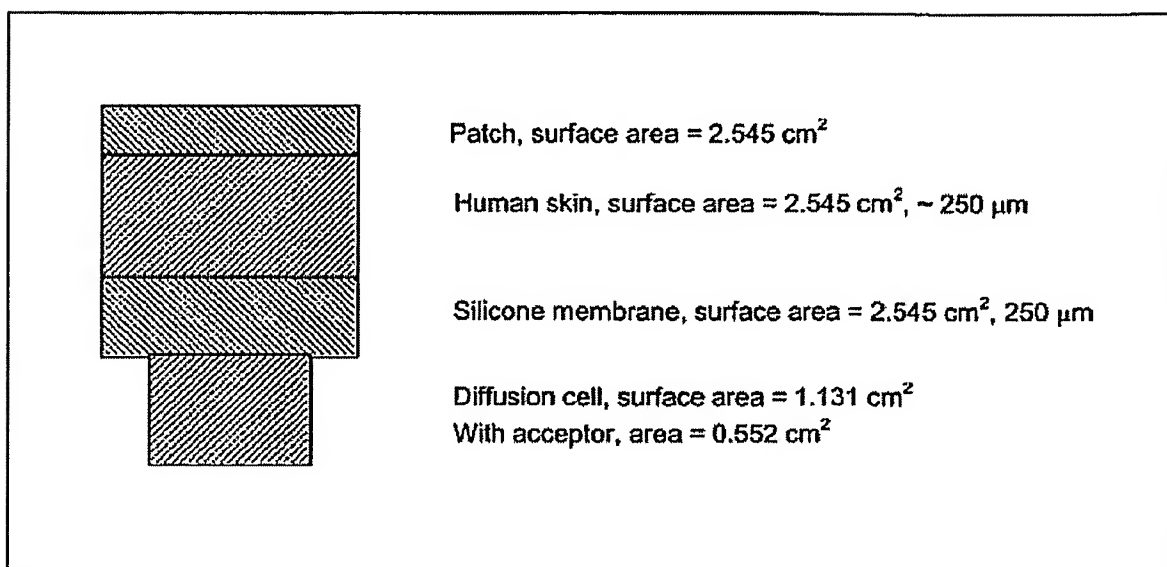 Patch, surface area = 2.545 cm²
Human skin, surface area = 2.545 cm², ~ 250 μm
Silicone membrane, surface area = 2.545 cm², 250 μm
Diffusion cell, surface area = 1.131 cm²
With acceptor, area = 0.552 cm²